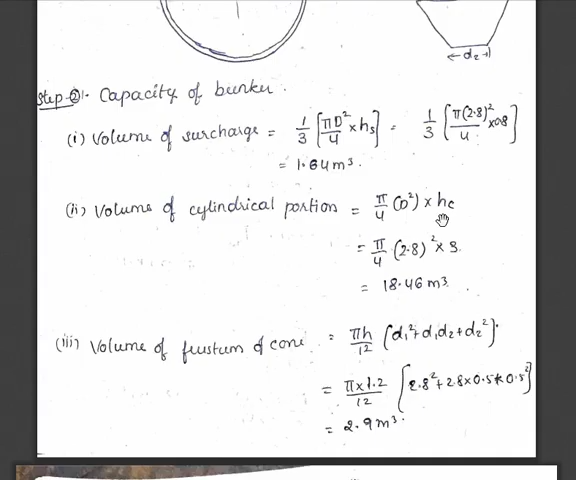 ← d2 →
Step-②:- Capacity of bunker.
(i) Volume of surcharge = 1/3 [πD²/4 × hs] = 1/3 [π(2.8)²/4 × 0.8]
= 1.64 m³.
(ii) Volume of cylindrical portion = π/4 (D²) × hc
= π/4 (2.8)² × 3
= 18.46 m³.
(iii) Volume of frustum of cone = πh/12 (d1² + d1d2 + d2²).
= π×1.2/12 [2.8² + 2.8×0.5 + 0.5²]
= 2.9 m³.